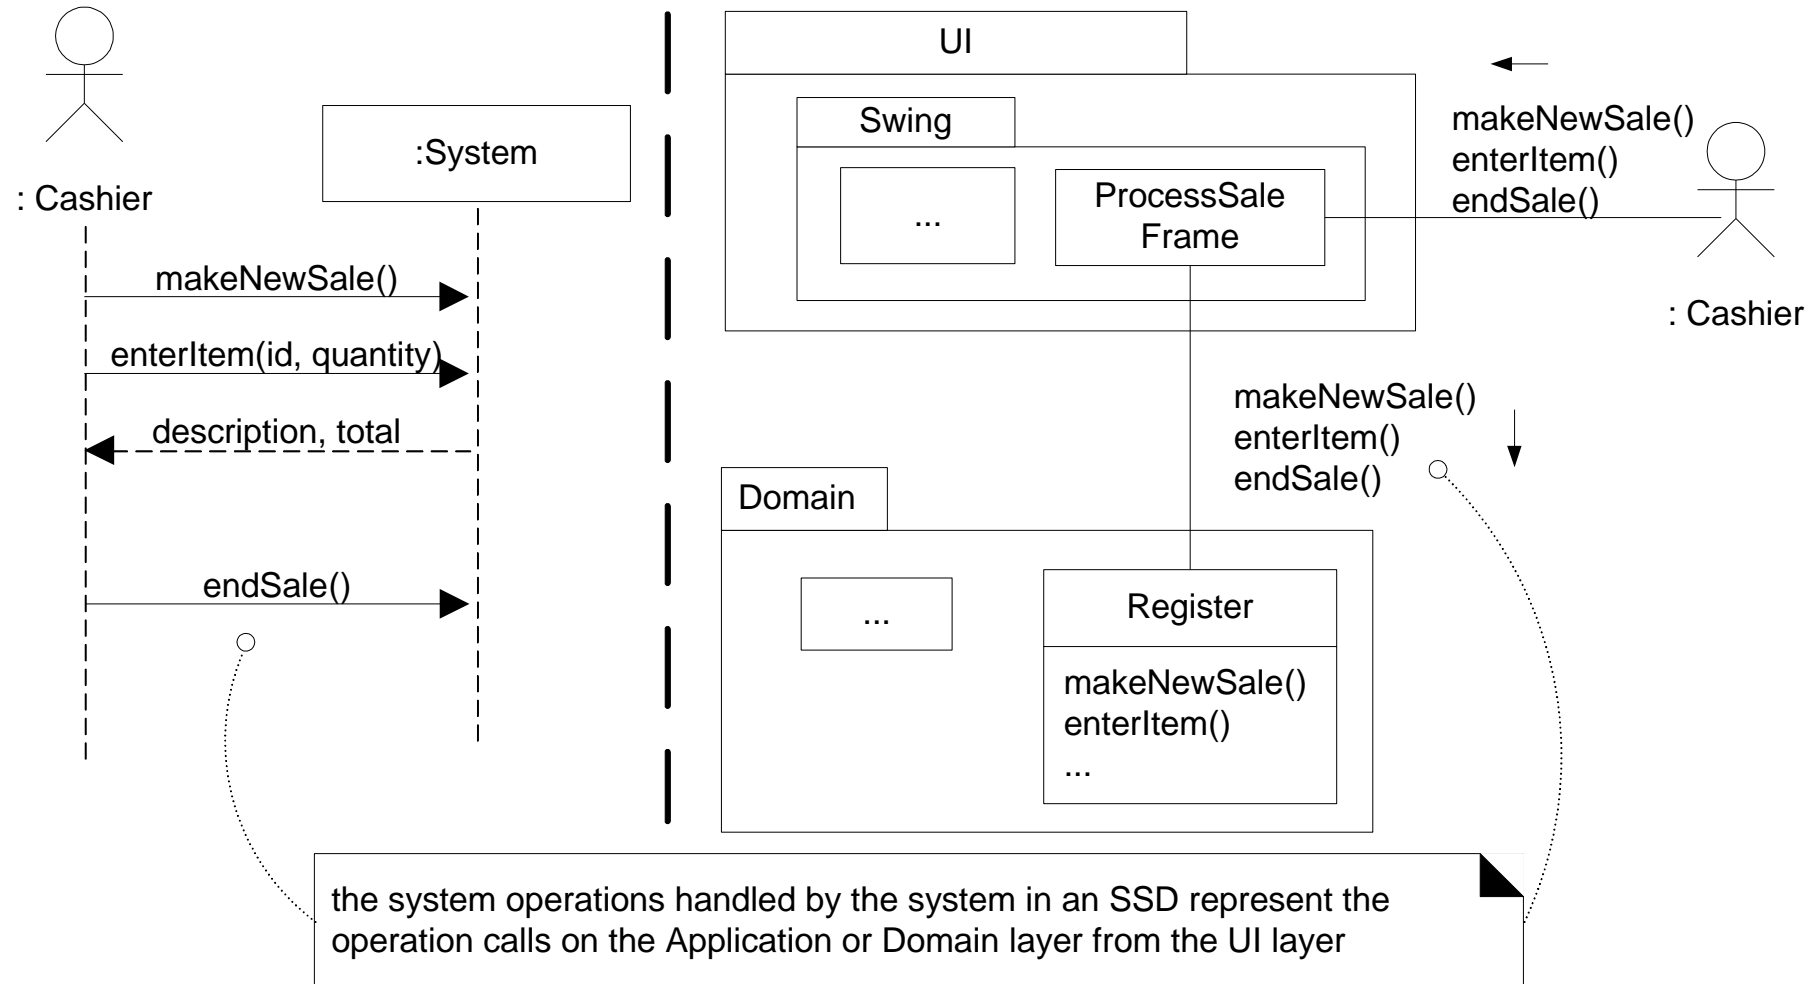 : Cashier
:System
makeNewSale()
enterItem(id, quantity)
description, total
endSale()
UI
Swing
...
ProcessSale
Frame
makeNewSale()
enterItem()
endSale()
: Cashier
makeNewSale()
enterItem()
endSale()
Domain
...
Register
makeNewSale()
enterItem()
...
the system operations handled by the system in an SSD represent the
operation calls on the Application or Domain layer from the UI layer